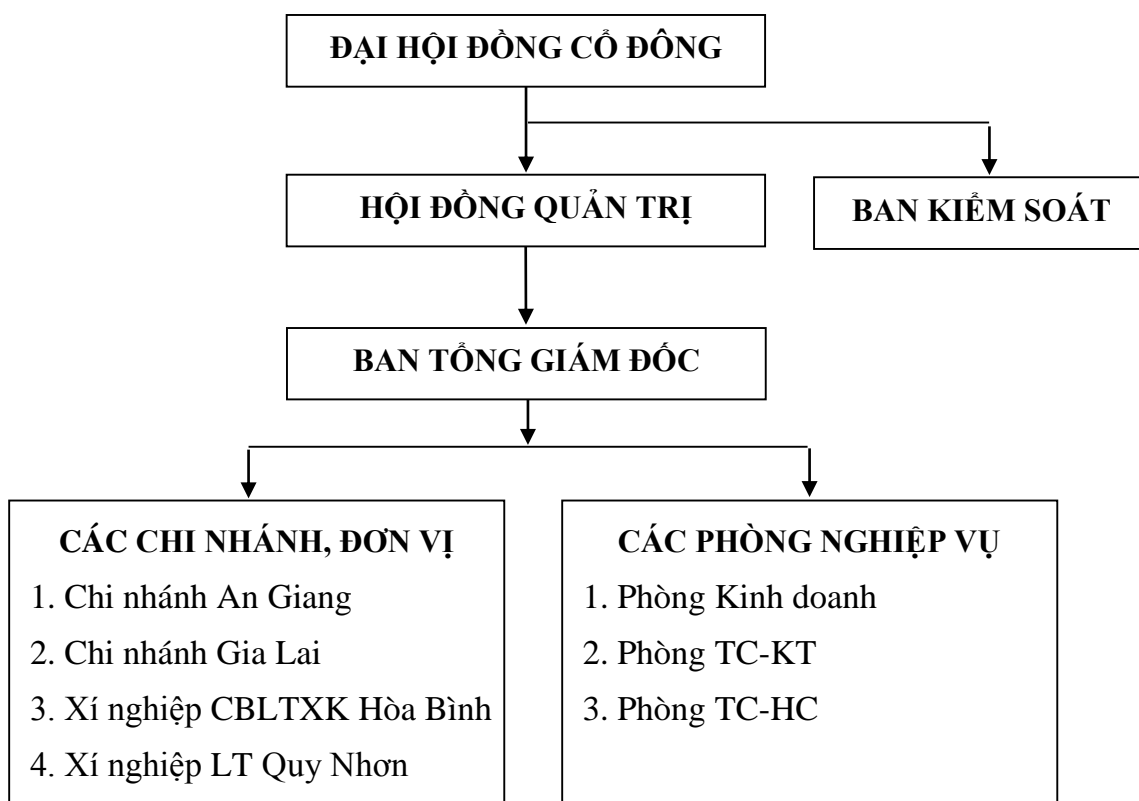 ĐẠI HỘI ĐỒNG CỔ ĐÔNG
HỘI ĐỒNG QUẢN TRỊ
BAN KIỂM SOÁT
BAN TỔNG GIÁM ĐỐC
CÁC CHI NHÁNH, ĐƠN VỊ
1. Chi nhánh An Giang
2. Chi nhánh Gia Lai
3. Xí nghiệp CBLTXK Hòa Bình
4. Xí nghiệp LT Quy Nhơn
CÁC PHÒNG NGHIỆP VỤ
1. Phòng Kinh doanh
2. Phòng TC-KT
3. Phòng TC-HC